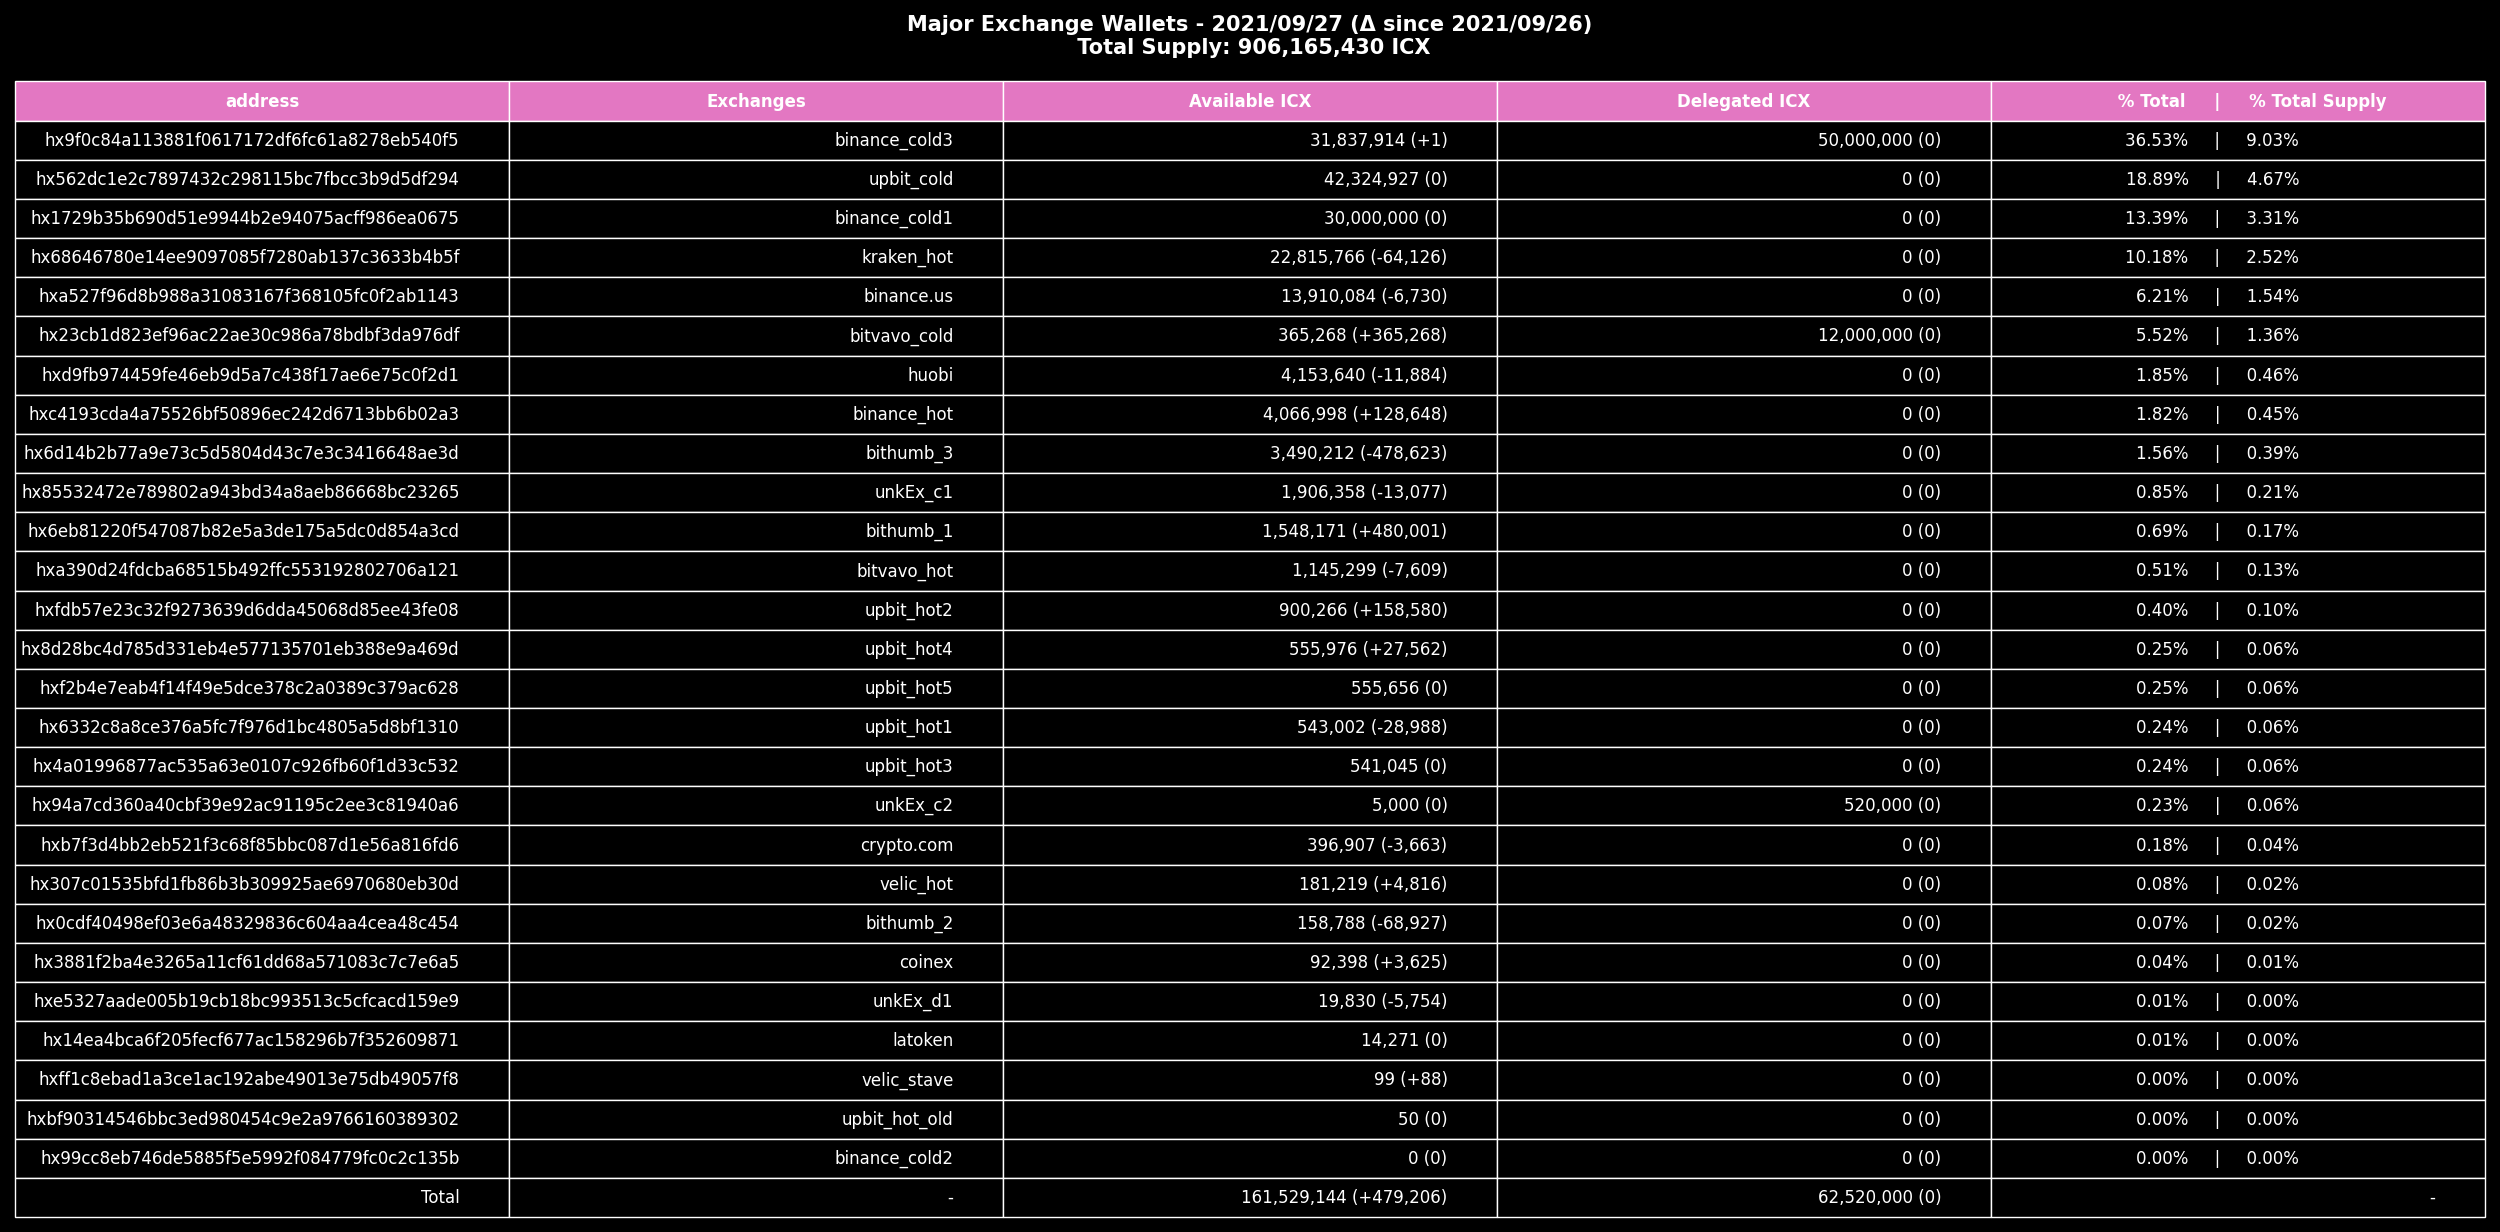 Major Exchange Wallets - 2021/09/27 (Δ since 2021/09/26)
Total Supply: 906,165,430 ICX
address Exchanges Available ICX Delegated ICX % Total | % Total Supply
hx9f0c84a113881f0617172df6fc61a8278eb540f5 binance_cold3 31,837,914 (+1) 50,000,000 (0) 36.53% | 9.03%
hx562dc1e2c7897432c298115bc7fbcc3b9d5df294 upbit_cold 42,324,927 (0) 0 (0) 18.89% | 4.67%
hx1729b35b690d51e9944b2e94075acff986ea0675 binance_cold1 30,000,000 (0) 0 (0) 13.39% | 3.31%
hx68646780e14ee9097085f7280ab137c3633b4b5f kraken_hot 22,815,766 (-64,126) 0 (0) 10.18% | 2.52%
hxa527f96d8b988a31083167f368105fc0f2ab1143 binance.us 13,910,084 (-6,730) 0 (0) 6.21% | 1.54%
hx23cb1d823ef96ac22ae30c986a78bdbf3da976df bitvavo_cold 365,268 (+365,268) 12,000,000 (0) 5.52% | 1.36%
hxd9fb974459fe46eb9d5a7c438f17ae6e75c0f2d1 huobi 4,153,640 (-11,884) 0 (0) 1.85% | 0.46%
hxc4193cda4a75526bf50896ec242d6713bb6b02a3 binance_hot 4,066,998 (+128,648) 0 (0) 1.82% | 0.45%
hx6d14b2b77a9e73c5d5804d43c7e3c3416648ae3d bithumb_3 3,490,212 (-478,623) 0 (0) 1.56% | 0.39%
hx85532472e789802a943bd34a8aeb86668bc23265 unkEx_c1 1,906,358 (-13,077) 0 (0) 0.85% | 0.21%
hx6eb81220f547087b82e5a3de175a5dc0d854a3cd bithumb_1 1,548,171 (+480,001) 0 (0) 0.69% | 0.17%
hxa390d24fdcba68515b492ffc553192802706a121 bitvavo_hot 1,145,299 (-7,609) 0 (0) 0.51% | 0.13%
hxfdb57e23c32f9273639d6dda45068d85ee43fe08 upbit_hot2 900,266 (+158,580) 0 (0) 0.40% | 0.10%
hx8d28bc4d785d331eb4e577135701eb388e9a469d upbit_hot4 555,976 (+27,562) 0 (0) 0.25% | 0.06%
hxf2b4e7eab4f14f49e5dce378c2a0389c379ac628 upbit_hot5 555,656 (0) 0 (0) 0.25% | 0.06%
hx6332c8a8ce376a5fc7f976d1bc4805a5d8bf1310 upbit_hot1 543,002 (-28,988) 0 (0) 0.24% | 0.06%
hx4a01996877ac535a63e0107c926fb60f1d33c532 upbit_hot3 541,045 (0) 0 (0) 0.24% | 0.06%
hx94a7cd360a40cbf39e92ac91195c2ee3c81940a6 unkEx_c2 5,000 (0) 520,000 (0) 0.23% | 0.06%
hxb7f3d4bb2eb521f3c68f85bbc087d1e56a816fd6 crypto.com 396,907 (-3,663) 0 (0) 0.18% | 0.04%
hx307c01535bfd1fb86b3b309925ae6970680eb30d velic_hot 181,219 (+4,816) 0 (0) 0.08% | 0.02%
hx0cdf40498ef03e6a48329836c604aa4cea48c454 bithumb_2 158,788 (-68,927) 0 (0) 0.07% | 0.02%
hx3881f2ba4e3265a11cf61dd68a571083c7c7e6a5 coinex 92,398 (+3,625) 0 (0) 0.04% | 0.01%
hxe5327aade005b19cb18bc993513c5cfcacd159e9 unkEx_d1 19,830 (-5,754) 0 (0) 0.01% | 0.00%
hx14ea4bca6f205fecf677ac158296b7f352609871 latoken 14,271 (0) 0 (0) 0.01% | 0.00%
hxff1c8ebad1a3ce1ac192abe49013e75db49057f8 velic_stave 99 (+88) 0 (0) 0.00% | 0.00%
hxbf90314546bbc3ed980454c9e2a9766160389302 upbit_hot_old 50 (0) 0 (0) 0.00% | 0.00%
hx99cc8eb746de5885f5e5992f084779fc0c2c135b binance_cold2 0 (0) 0 (0) 0.00% | 0.00%
Total - 161,529,144 (+479,206) 62,520,000 (0) -